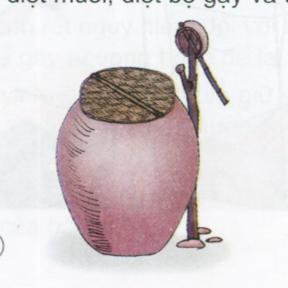 diệt muỗi, diệt bọ gậy và